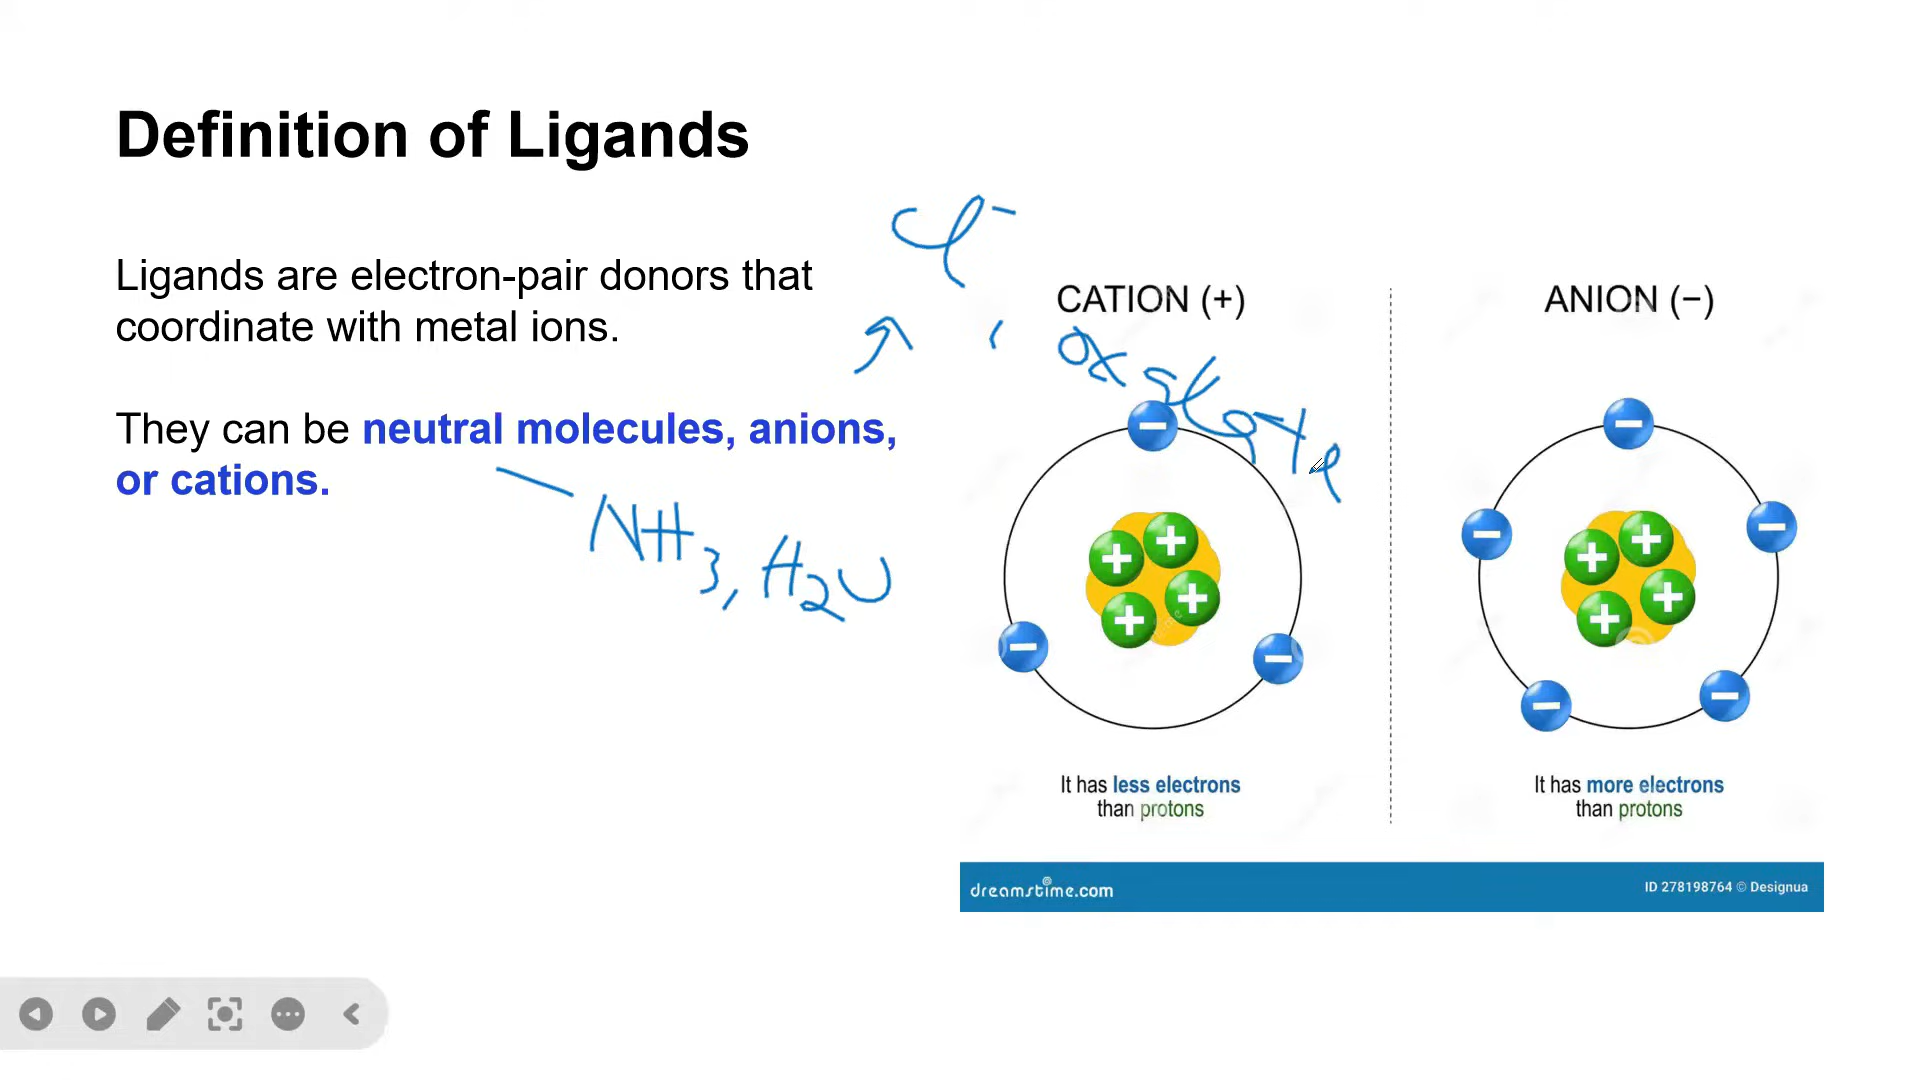 Definition of Ligands
Ligands are electron-pair donors that
coordinate with metal ions.
They can be neutral molecules, anions,
or cations.
Cl⁻
, oxalate
NH₃, H₂O
CATION (+)
ANION (−)
It has less electrons
than protons
It has more electrons
than protons
dreamstime.com
ID 278198764 © Designua